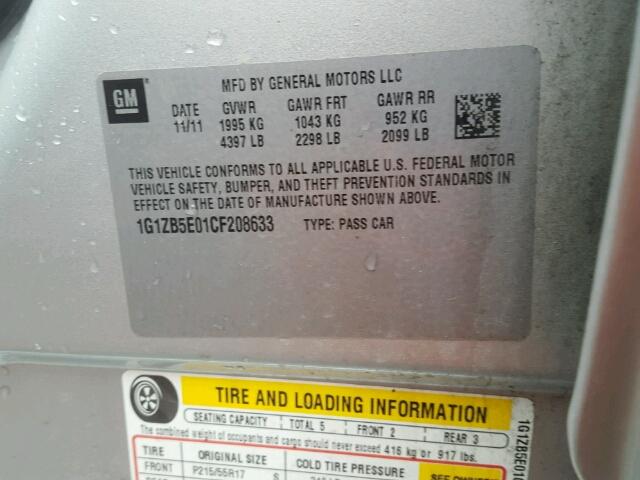 GM
MFD BY GENERAL MOTORS LLC
DATE GVWR GAWR FRT GAWR RR
11/11 1995 KG 1043 KG 952 KG
4397 LB 2298 LB 2099 LB
THIS VEHICLE CONFORMS TO ALL APPLICABLE U.S. FEDERAL MOTOR
VEHICLE SAFETY, BUMPER, AND THEFT PREVENTION STANDARDS IN
EFFECT ON THE DATE OF MANUFACTURE SHOWN ABOVE.
1G1ZB5E01CF208633 TYPE: PASS CAR
TIRE AND LOADING INFORMATION
SEATING CAPACITY TOTAL 5 FRONT 2 REAR 3
The combined weight of occupants and cargo should never exceed 416 kg or 917 lbs.
TIRE ORIGINAL SIZE COLD TIRE PRESSURE
FRONT P215/55R17 S
1G1ZB5E01